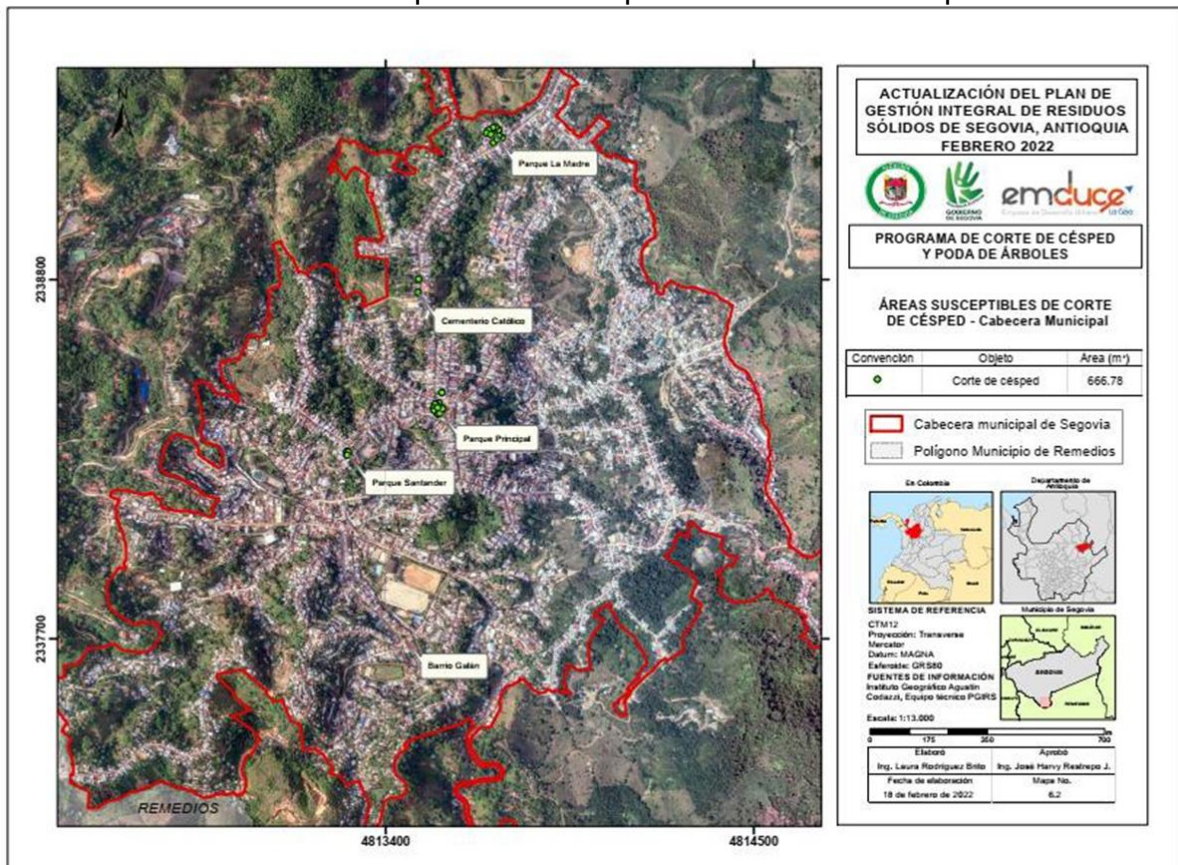 ACTUALIZACIÓN DEL PLAN DE
GESTIÓN INTEGRAL DE RESIDUOS
SÓLIDOS DE SEGOVIA, ANTIOQUIA
FEBRERO 2022
GOBIERNO
DE SEGOVIA
emduce
PROGRAMA DE CORTE DE CÉSPED
Y PODA DE ÁRBOLES
ÁREAS SUSCEPTIBLES DE CORTE
DE CÉSPED - Cabecera Municipal
Convención Objeto Área (m²)
Corte de césped 666.78
Cabecera municipal de Segovia
Polígono Municipio de Remedios
En Colombia
Departamento de
Antioquia
SISTEMA DE REFERENCIA
CTM12
Proyección: Transverse
Mercator
Datum: MAGNA
Esferoide: GRS80
FUENTES DE INFORMACIÓN
Instituto Geográfico Agustín
Codazzi, Equipo técnico PGIRS
Municipio de Segovia
SEGOVIA
Escala: 1:13.000
0 175 350 700
Elaboró Aprobó
Ing. Laura Rodríguez Brito Ing. José Harvy Restrepo J.
Fecha de elaboración Mapa No.
18 de febrero de 2022 6.2
N
Parque La Madre
Cementerio Católico
Parque Principal
Parque Santander
Barrio Galán
REMEDIOS
2338800
2337700
4813400
4814500